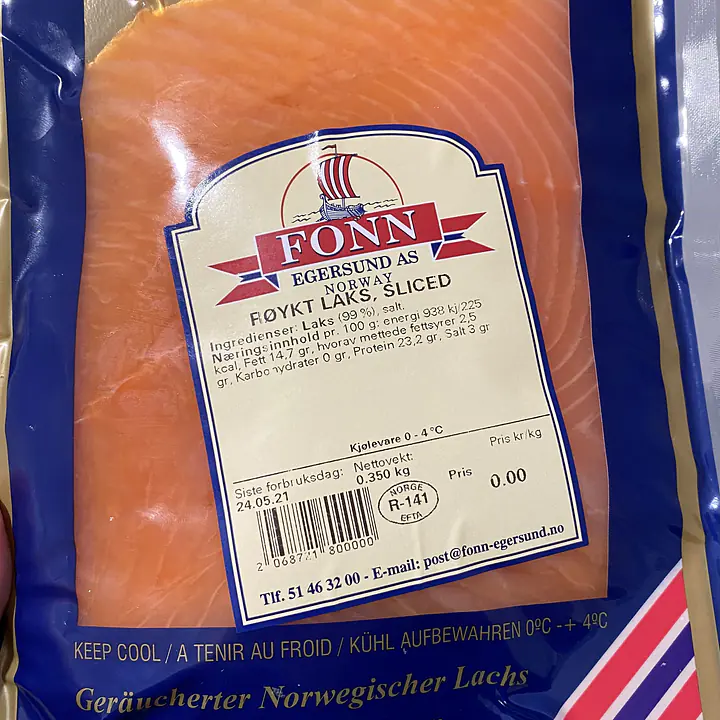 FONN
EGERSUND AS
NORWAY
RØYKT LAKS, SLICED
Ingredienser: Laks (99 %), salt.
Næringsinnhold pr. 100 g: energi 938 kj/225
kcal, Fett 14,7 gr, hvorav mettede fettsyrer 2,5
gr, Karbohydrater 0 gr, Protein 23,2 gr, Salt 3 gr
Kjølevare 0 - 4 °C
Siste forbruksdag: Nettovekt: Pris Pris kr/kg
24.05.21 0.350 kg 0.00
NORGE
R-141
EFTA
800000
Tlf. 51 46 32 00 - E-mail: post@fonn-egersund.no
KEEP COOL / A TENIR AU FROID / KÜHL AUFBEWAHREN 0ºC -+ 4ºC
Geräucherter Norwegischer Lachs